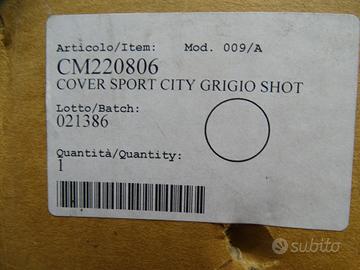 Articolo/Item: Mod. 009/A
CM220806
COVER SPORT CITY GRIGIO SHOT
Lotto/Batch:
021386
Quantità/Quantity:
1
subito